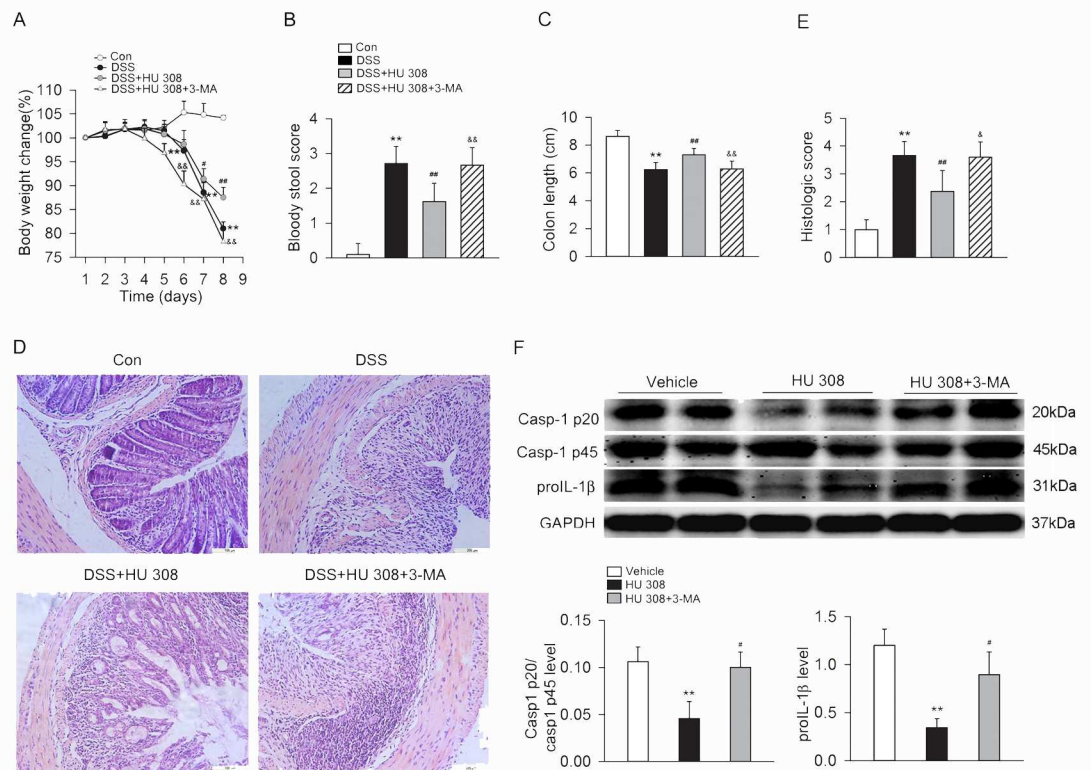 A
Con
DSS
DSS+HU 308
DSS+HU 308+3-MA
Body weight change(%)
110
105
100
95
90
85
80
75
**
&&
&&
#
**
##
**
&&
1 2 3 4 5 6 7 8 9
Time (days)
B
Con
DSS
DSS+HU 308
DSS+HU 308+3-MA
Bloody stool score
4
3
2
1
0
**
##
&&
C
Colon length (cm)
10
8
6
4
2
0
**
##
&&
E
Histologic score
5
4
3
2
1
0
**
##
&
D
Con
DSS
DSS+HU 308
DSS+HU 308+3-MA
F
Vehicle HU 308 HU 308+3-MA
Casp-1 p20 20kDa
Casp-1 p45 45kDa
proIL-1β 31kDa
GAPDH 37kDa
Vehicle
HU 308
HU 308+3-MA
Casp1 p20/
casp1 p45 level
0.15
0.10
0.05
0.00
**
#
proIL-1β level
1.5
1.0
0.5
0.0
**
#